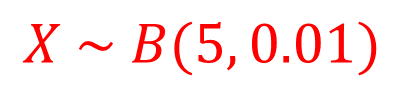 X ~ B(5, 0.01)